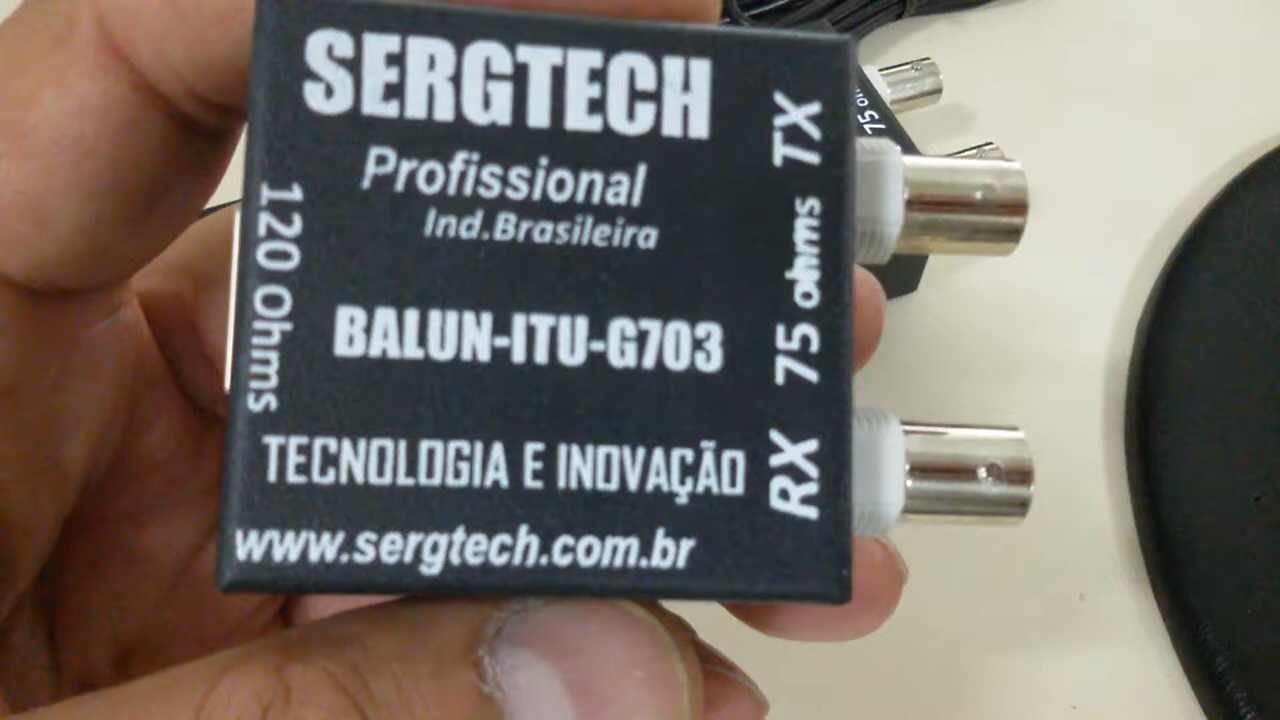 SERGTECH
Profissional
Ind.Brasileira
120 Ohms
BALUN-ITU-G703
TECNOLOGIA E INOVAÇÃO
www.sergtech.com.br
RX 75 ohms TX
75